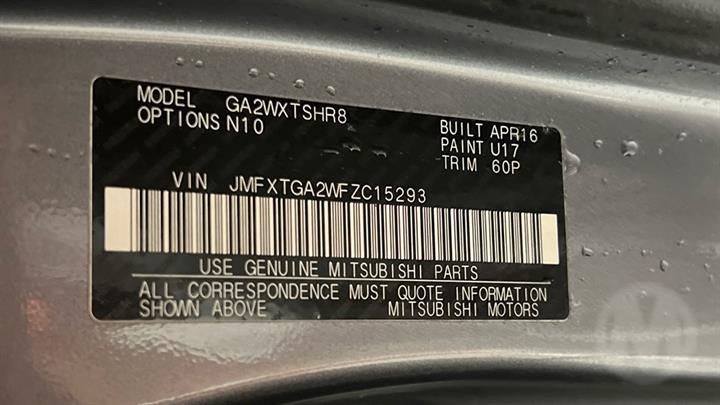 MODEL GA2WXTSHR8
OPTIONS N10
BUILT APR16
PAINT U17
TRIM 60P
VIN JMFXTGA2WFZC15293
USE GENUINE MITSUBISHI PARTS
ALL CORRESPONDENCE MUST QUOTE INFORMATION
SHOWN ABOVE MITSUBISHI MOTORS
M